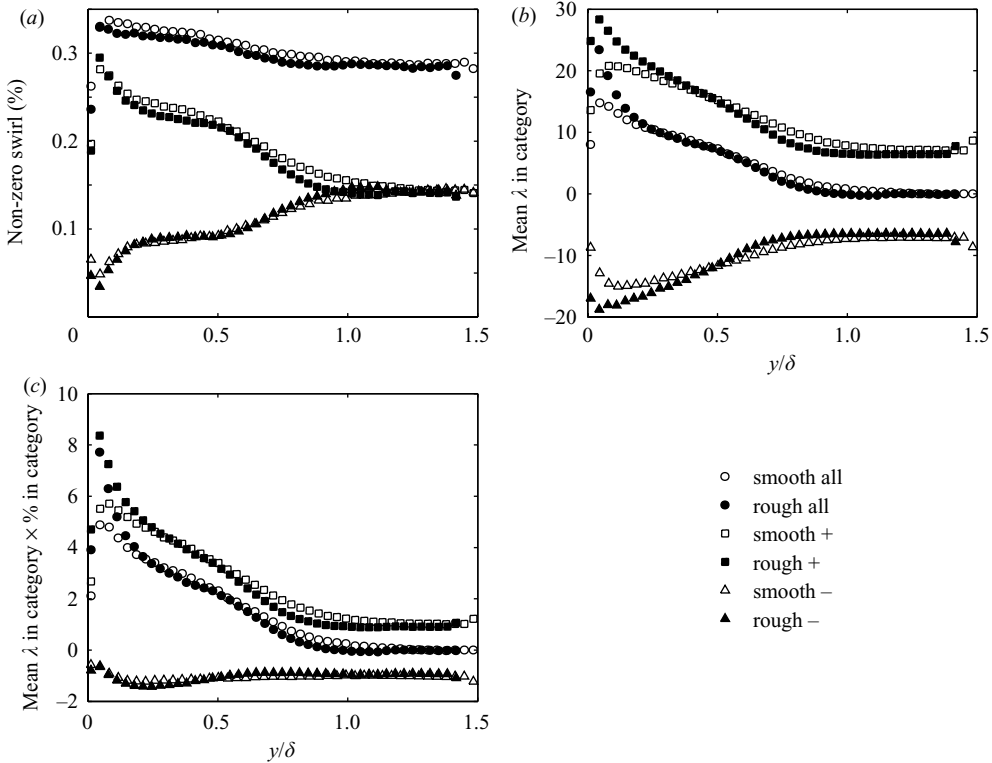 (a)
0.3
0.2
0.1
Non-zero swirl (%)
0
0.5
1.0
1.5
(b)
30
20
10
0
–10
–20
Mean λ in category
0
0.5
1.0
1.5
y/δ
(c)
10
8
6
4
2
0
–2
Mean λ in category × % in category
0
0.5
1.0
1.5
y/δ
smooth all
rough all
smooth +
rough +
smooth –
rough –